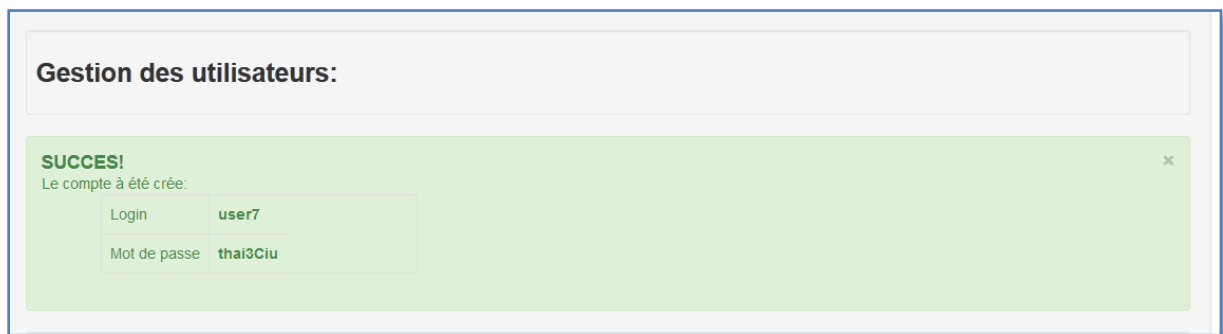 Gestion des utilisateurs:
SUCCES!
×
Le compte à été crée:
Login user7
Mot de passe thai3Ciu